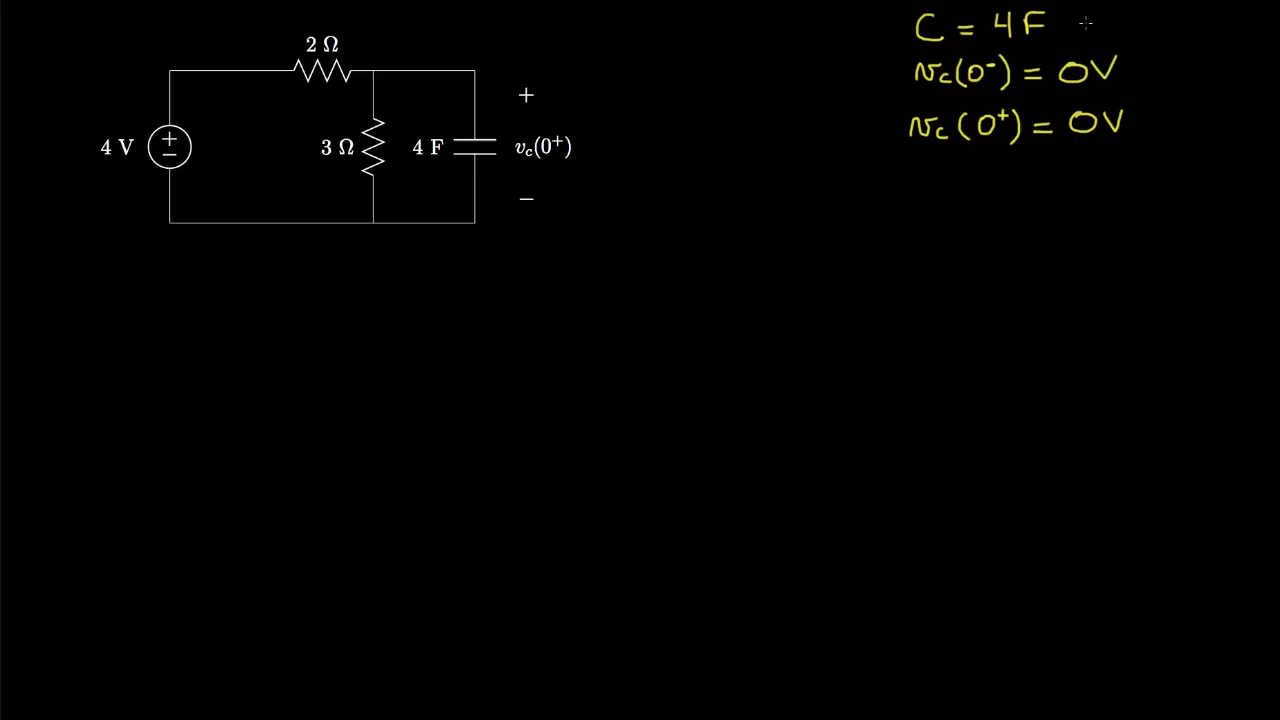 2 Ω
4 V
+
−
3 Ω
4 F
+
v_c(0⁺)
−
C = 4F
v_c(0⁻) = 0V
v_c(0⁺) = 0V